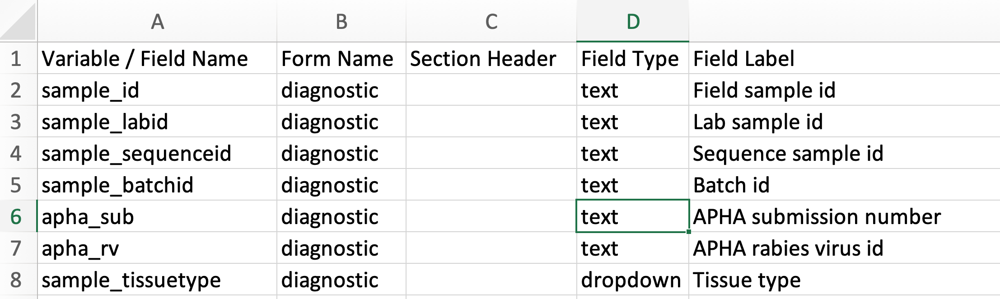 A B C D
1 Variable / Field Name Form Name Section Header Field Type Field Label
2 sample_id diagnostic text Field sample id
3 sample_labid diagnostic text Lab sample id
4 sample_sequenceid diagnostic text Sequence sample id
5 sample_batchid diagnostic text Batch id
6 apha_sub diagnostic text APHA submission number
7 apha_rv diagnostic text APHA rabies virus id
8 sample_tissuetype diagnostic dropdown Tissue type